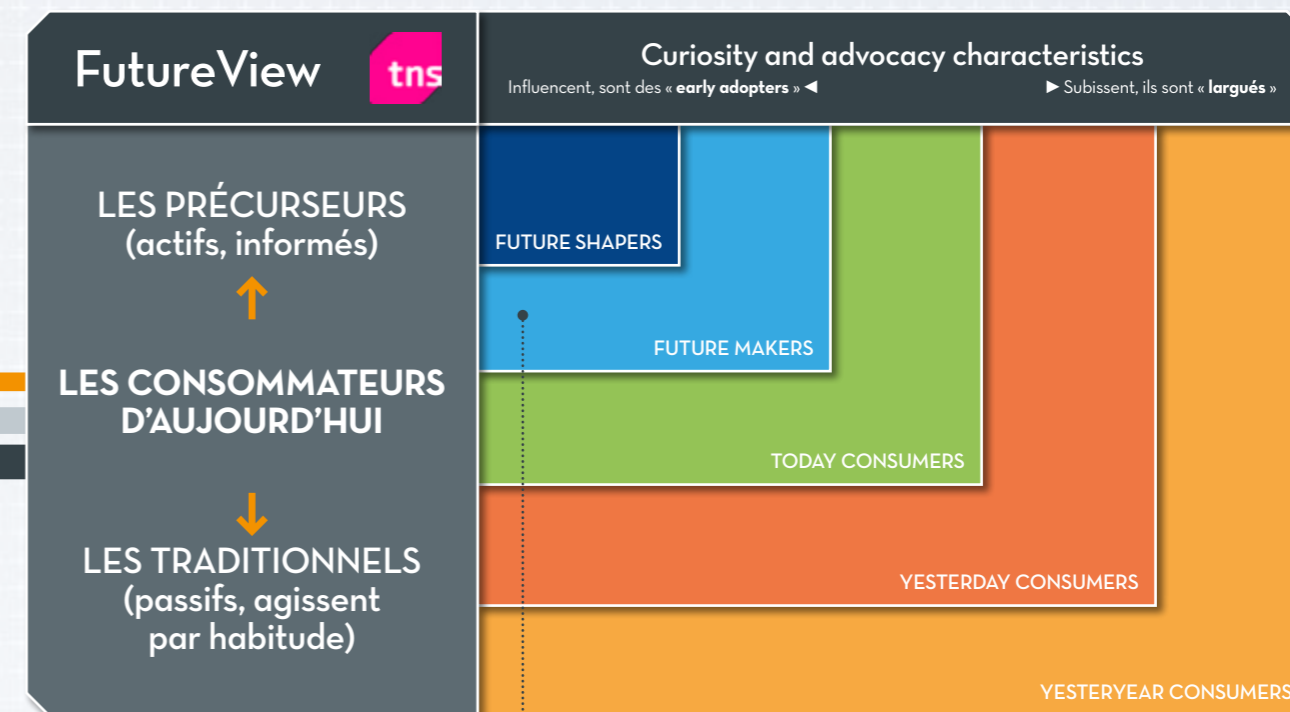 FutureView
tns
Curiosity and advocacy characteristics
Influencent, sont des « early adopters » ◄
► Subissent, ils sont « largués »
LES PRÉCURSEURS
(actifs, informés)
↑
LES CONSOMMATEURS
D'AUJOURD'HUI
↓
LES TRADITIONNELS
(passifs, agissent
par habitude)
FUTURE SHAPERS
FUTURE MAKERS
TODAY CONSUMERS
YESTERDAY CONSUMERS
YESTERYEAR CONSUMERS